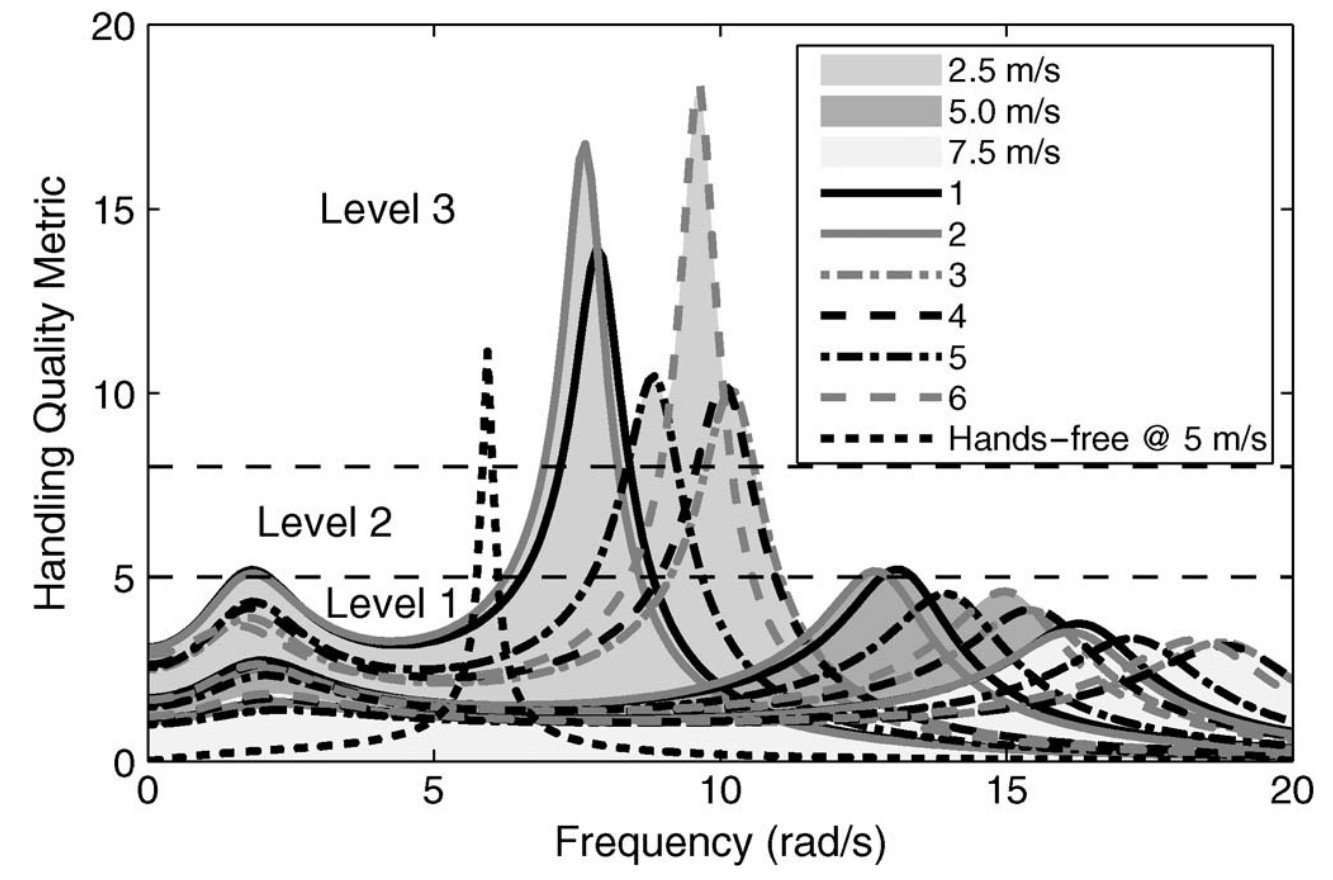 20
15
10
5
0
0
5
10
15
20
Handling Quality Metric
Frequency (rad/s)
Level 3
Level 2
Level 1
2.5 m/s
5.0 m/s
7.5 m/s
1
2
3
4
5
6
Hands-free @ 5 m/s